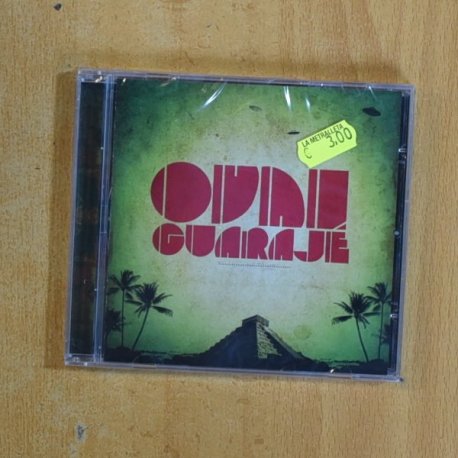 OVNI
GUARAJÉ
LA METRALLETA
€ 3,00